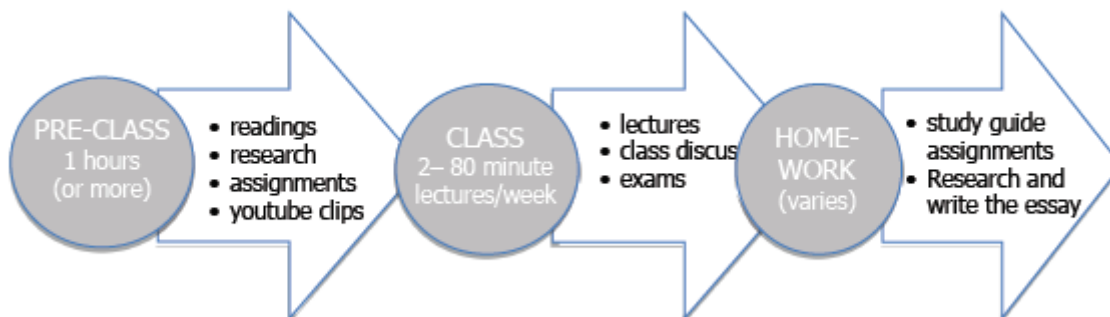 PRE-CLASS
1 hours
(or more)
• readings
• research
• assignments
• youtube clips
CLASS
2– 80 minute
lectures/week
• lectures
• class discus
• exams
HOME-
WORK
(varies)
• study guide
assignments
• Research and
write the essay